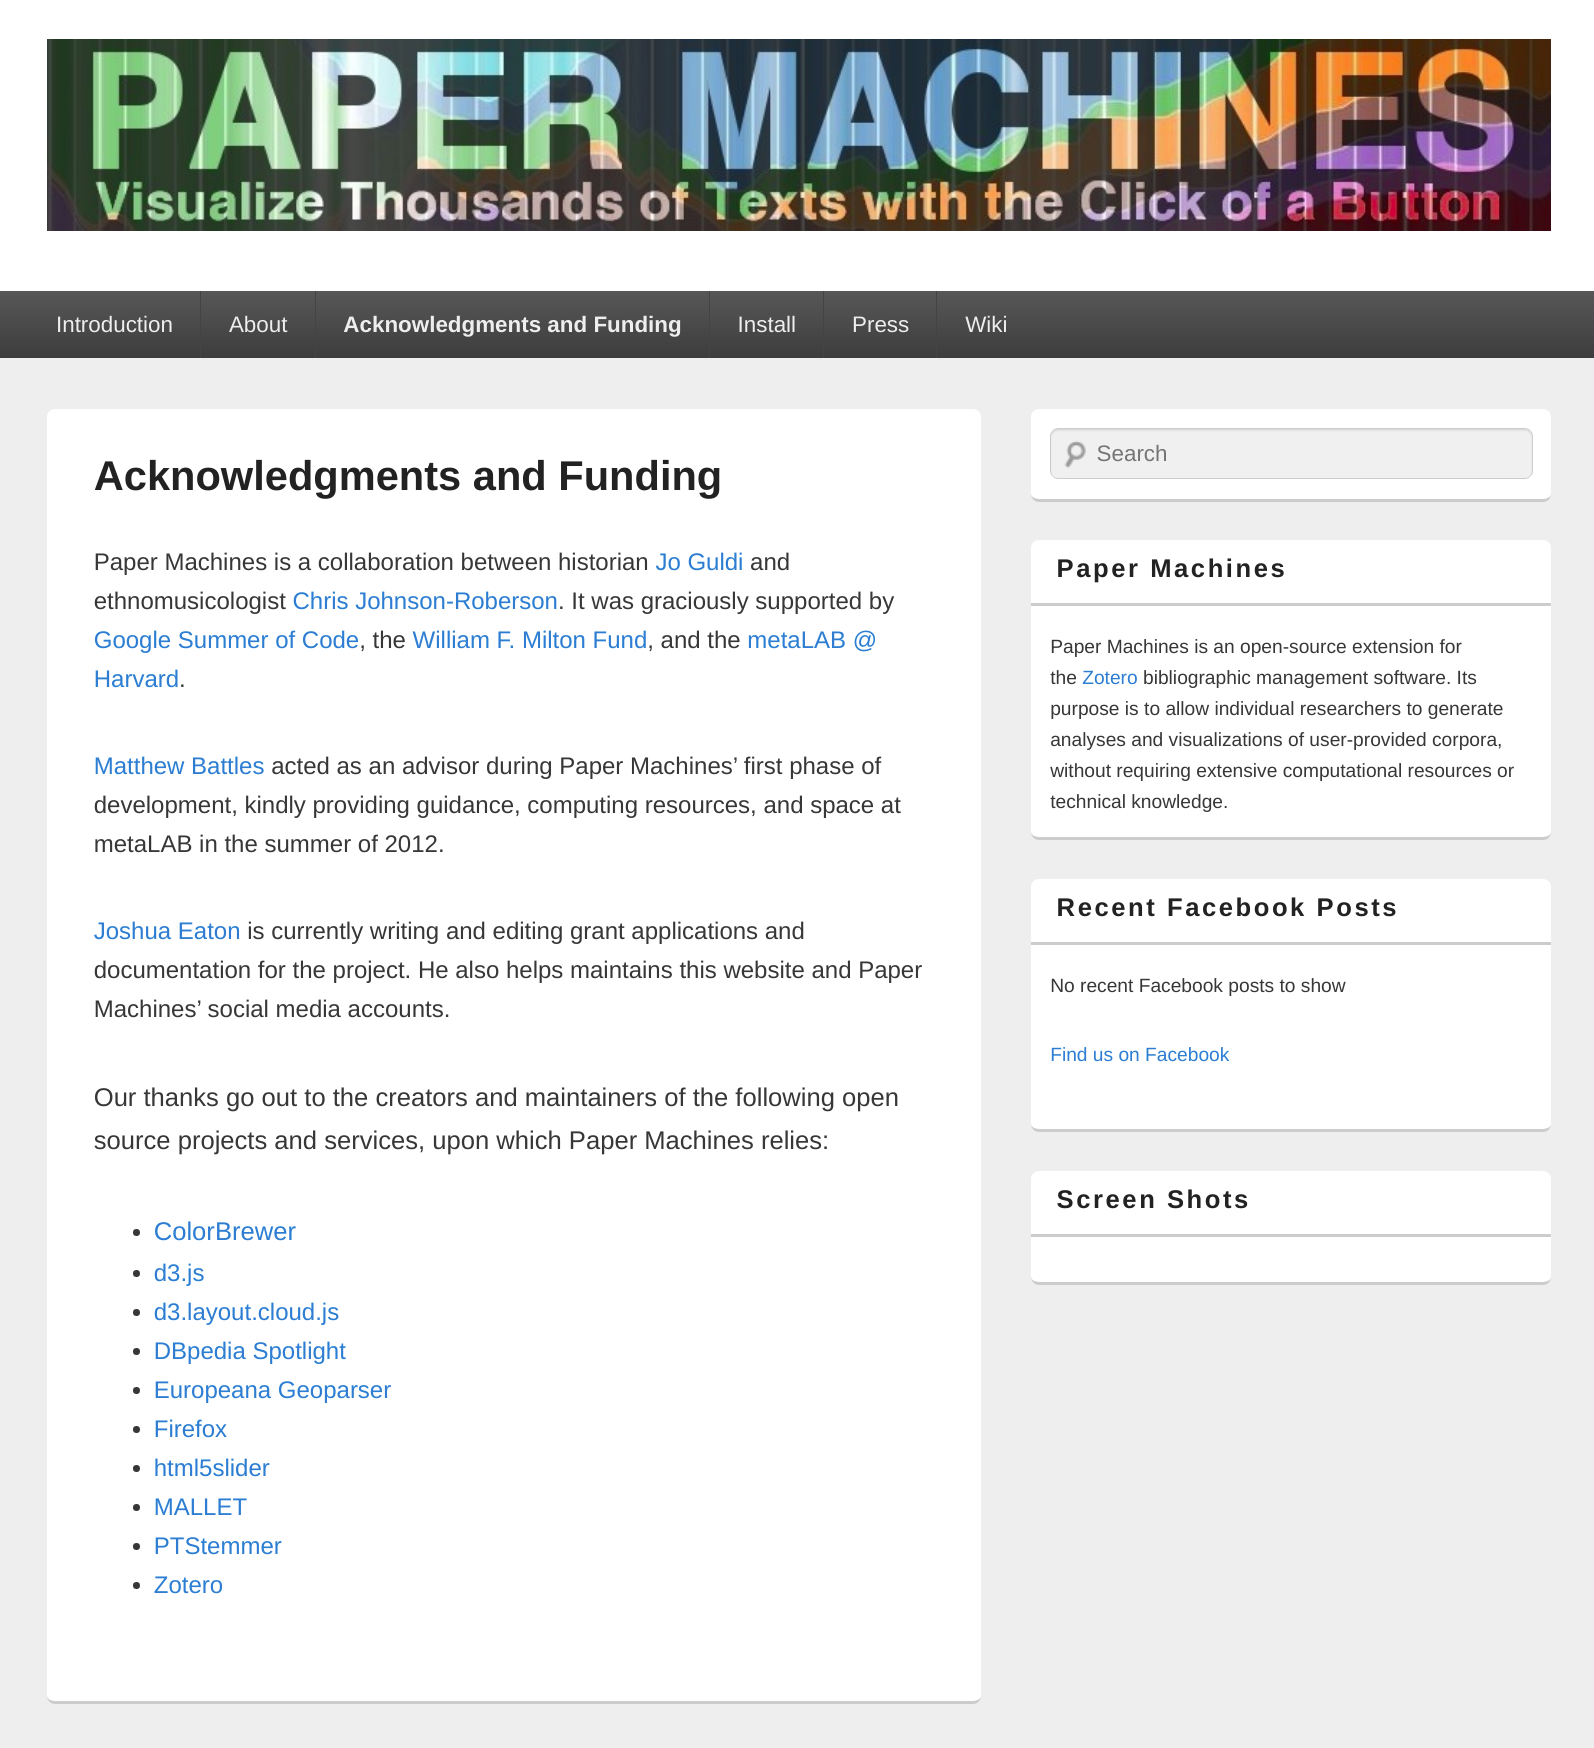 PAPER MACHINES
Visualize Thousands of Texts with the Click of a Button
Introduction
About
Acknowledgments and Funding
Install
Press
Wiki
Acknowledgments and Funding
Paper Machines is a collaboration between historian Jo Guldi and
ethnomusicologist Chris Johnson-Roberson. It was graciously supported by
Google Summer of Code, the William F. Milton Fund, and the metaLAB @
Harvard.
Matthew Battles acted as an advisor during Paper Machines’ first phase of
development, kindly providing guidance, computing resources, and space at
metaLAB in the summer of 2012.
Joshua Eaton is currently writing and editing grant applications and
documentation for the project. He also helps maintains this website and Paper
Machines’ social media accounts.
Our thanks go out to the creators and maintainers of the following open
source projects and services, upon which Paper Machines relies:
• ColorBrewer
• d3.js
• d3.layout.cloud.js
• DBpedia Spotlight
• Europeana Geoparser
• Firefox
• html5slider
• MALLET
• PTStemmer
• Zotero
Search
Paper Machines
Paper Machines is an open-source extension for
the Zotero bibliographic management software. Its
purpose is to allow individual researchers to generate
analyses and visualizations of user-provided corpora,
without requiring extensive computational resources or
technical knowledge.
Recent Facebook Posts
No recent Facebook posts to show
Find us on Facebook
Screen Shots